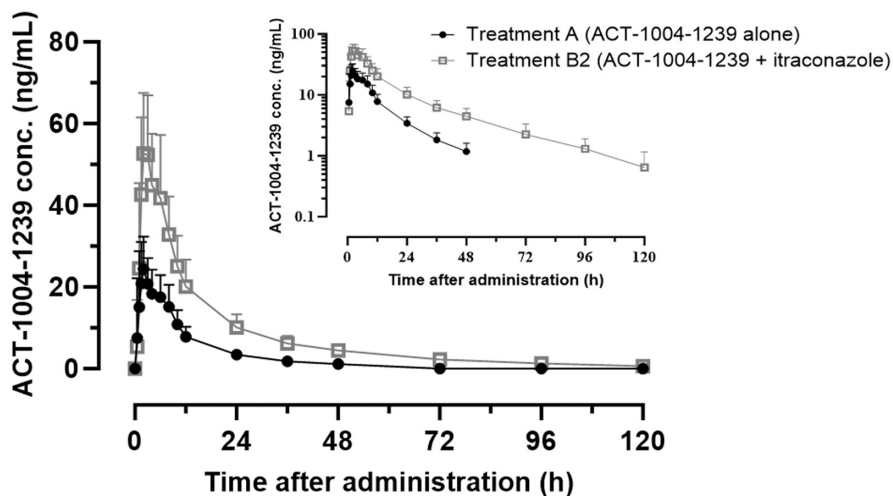 80
60
40
20
0
ACT-1004-1239 conc. (ng/mL)
0 24 48 72 96 120
Time after administration (h)
100
10
1
0.1
ACT-1004-1239 conc. (ng/mL)
0 24 48 72 96 120
Time after administration (h)
Treatment A (ACT-1004-1239 alone)
Treatment B2 (ACT-1004-1239 + itraconazole)